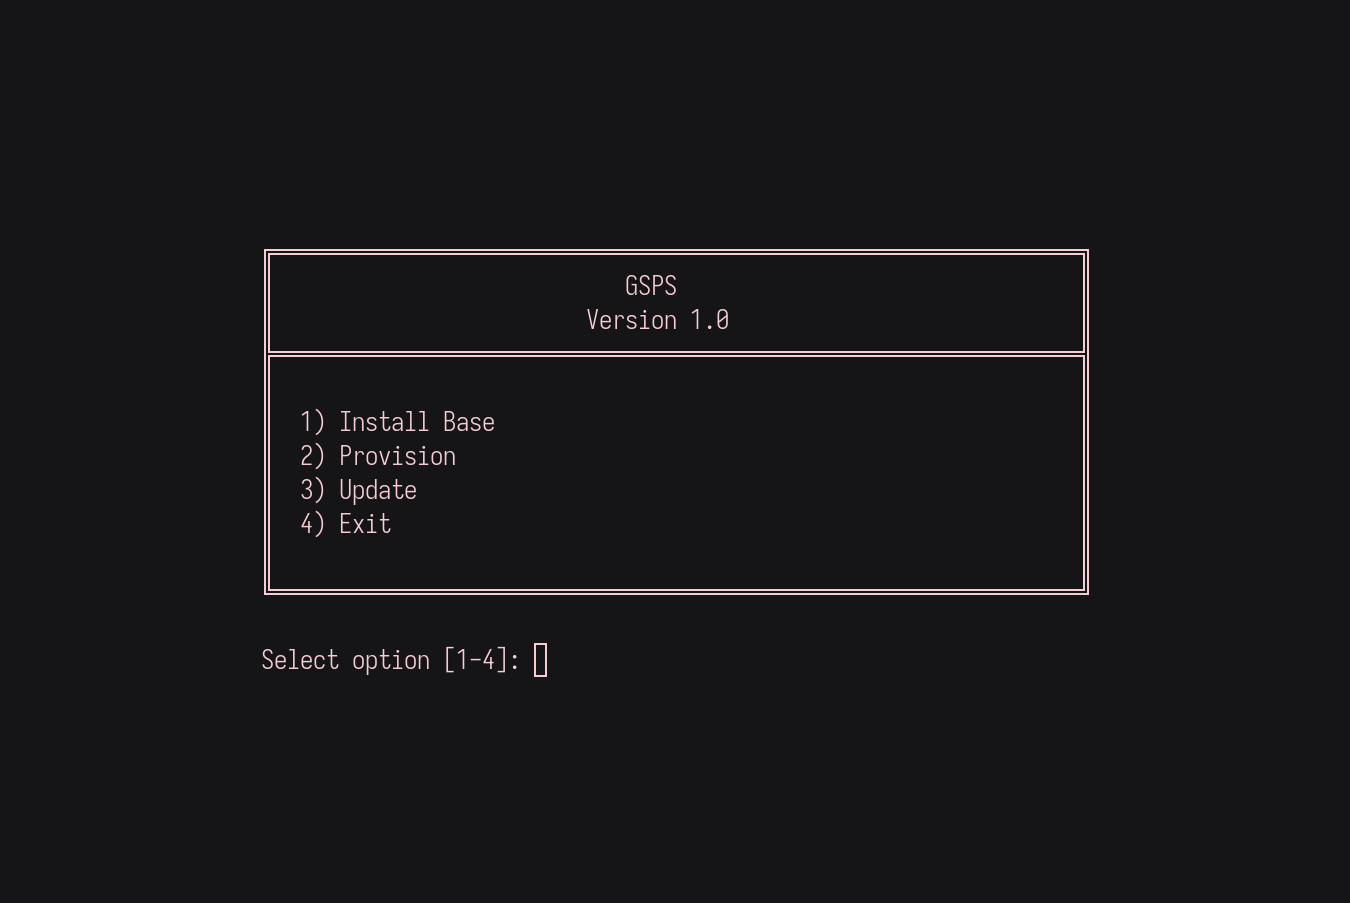 GSPS
Version 1.0
1) Install Base
2) Provision
3) Update
4) Exit
Select option [1-4]: